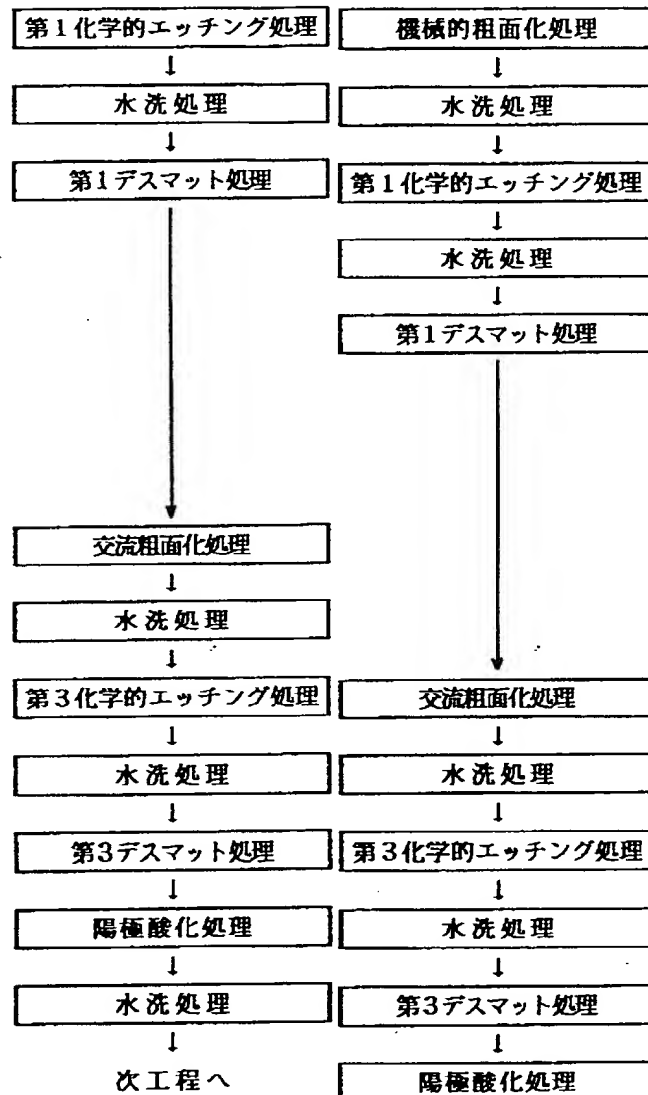 第1化学的エッチング処理
↓
水洗処理
↓
第1デスマット処理
↓
交流粗面化処理
↓
水洗処理
↓
第3化学的エッチング処理
↓
水洗処理
↓
第3デスマット処理
↓
陽極酸化処理
↓
水洗処理
↓
次工程へ
機械的粗面化処理
↓
水洗処理
↓
第1化学的エッチング処理
↓
水洗処理
↓
第1デスマット処理
↓
交流粗面化処理
↓
水洗処理
↓
第3化学的エッチング処理
↓
水洗処理
↓
第3デスマット処理
↓
陽極酸化処理